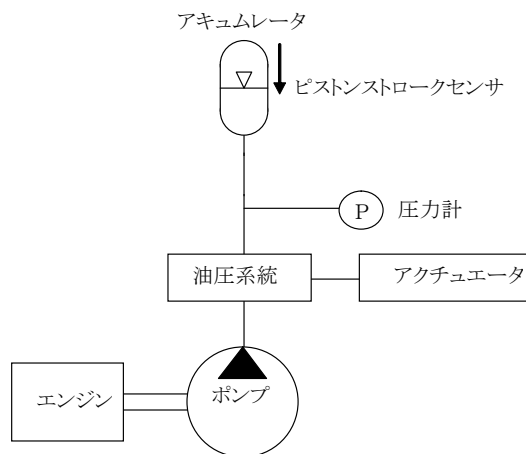 アキュムレータ
ピストンストロークセンサ
P 圧力計
油圧系統
アクチュエータ
ポンプ
エンジン